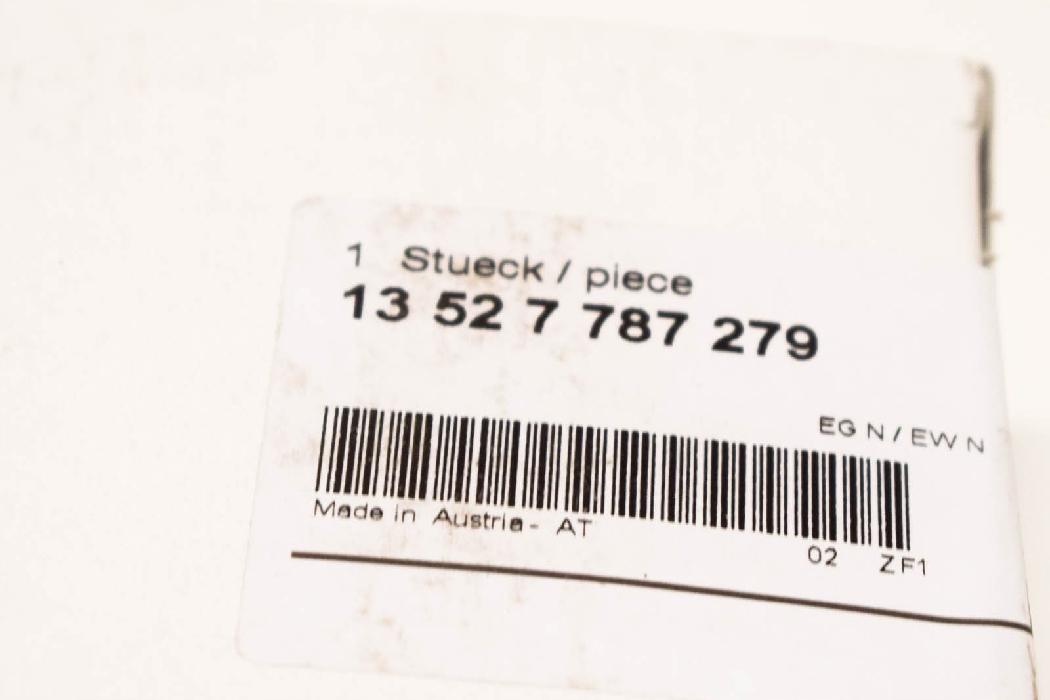 1 Stueck / piece
13 52 7 787 279
EG N / EW N
Made in Austria - AT
02 ZF1